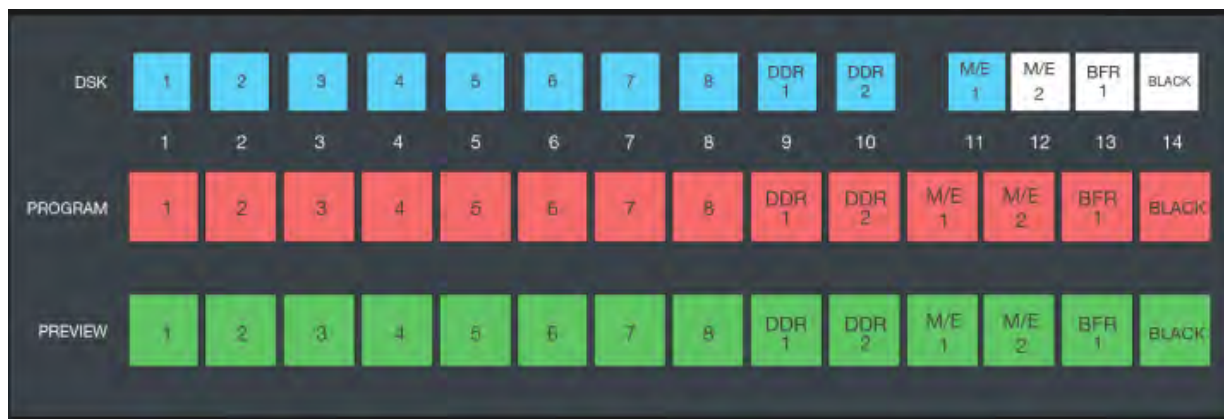 DSK 1 2 3 4 5 6 7 8 DDR 1 DDR 2 M/E 1 M/E 2 BFR 1 BLACK
1 2 3 4 5 6 7 8 9 10 11 12 13 14
PROGRAM 1 2 3 4 5 6 7 8 DDR 1 DDR 2 M/E 1 M/E 2 BFR 1 BLACK
PREVIEW 1 2 3 4 5 6 7 8 DDR 1 DDR 2 M/E 1 M/E 2 BFR 1 BLACK